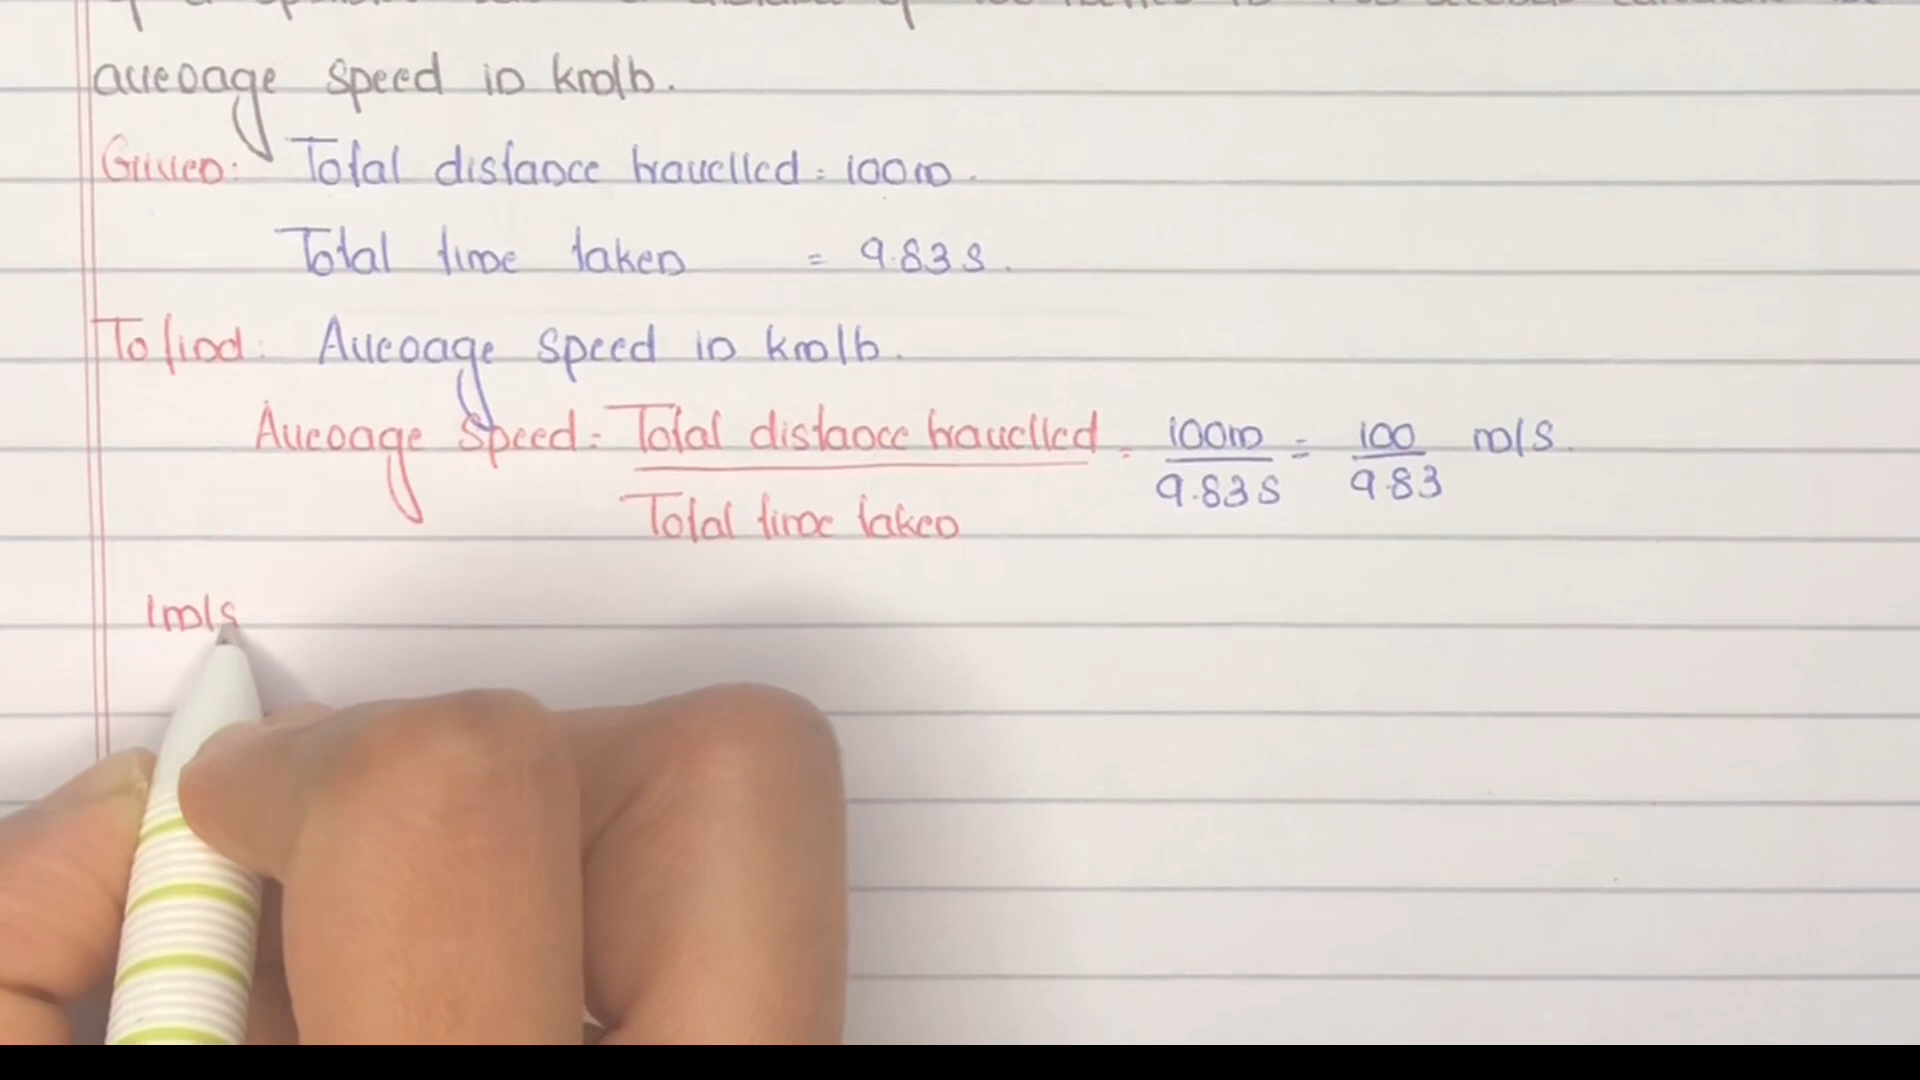 average speed in km/h.
Given: Total distance travelled = 100m.
Total time taken = 9.83 s.
To find: Average speed in km/h.
Average speed = Total distance travelled / Total time taken = 100m / 9.83 s = 100 / 9.83 m/s.
1m/s